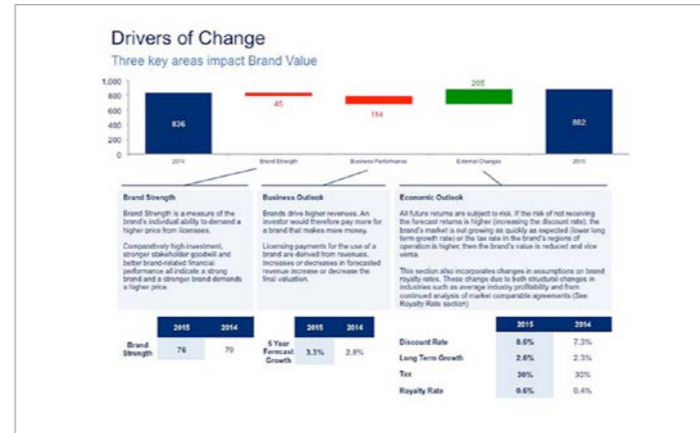 Drivers of Change
Three key areas impact Brand Value
1,000
800
600
400
200
0
836
45
114
205
882
2014
Brand Strength
Business Performance
External Changes
2015
Brand Strength
Brand Strength is a measure of the
brand's individual ability to demand a
higher price from licensees.
Comparatively high investment,
stronger stakeholder goodwill and
better brand-related financial
performance all indicate a strong
brand and a stronger brand demands
a higher price.
Business Outlook
Brands drive higher revenues. An
investor would therefore pay more for
a brand that makes more money.
Licensing payments for the use of a
brand are derived from revenues.
Increases or decreases in forecasted
revenue increase or decrease the
final valuation.
Economic Outlook
All future returns are subject to risk. If the risk of not receiving
the forecast returns is higher (increasing the discount rate), the
brand's market is not growing as quickly as expected (lower long
term growth rate) or the tax rate in the brand's regions of
operation is higher, then the brand's value is reduced and vice
versa.
This section also incorporates changes in assumptions on brand
royalty rates. These change due to both structural changes in
industries such as average industry profitability and from
continued analysis of market comparable agreements (See
Royalty Rate section)
2015 2014
Brand Strength 76 79
2015 2014
5 Year Forecast Growth 3.3% 2.8%
2015 2014
Discount Rate 8.6% 7.3%
Long Term Growth 2.6% 2.3%
Tax 30% 30%
Royalty Rate 0.6% 0.4%